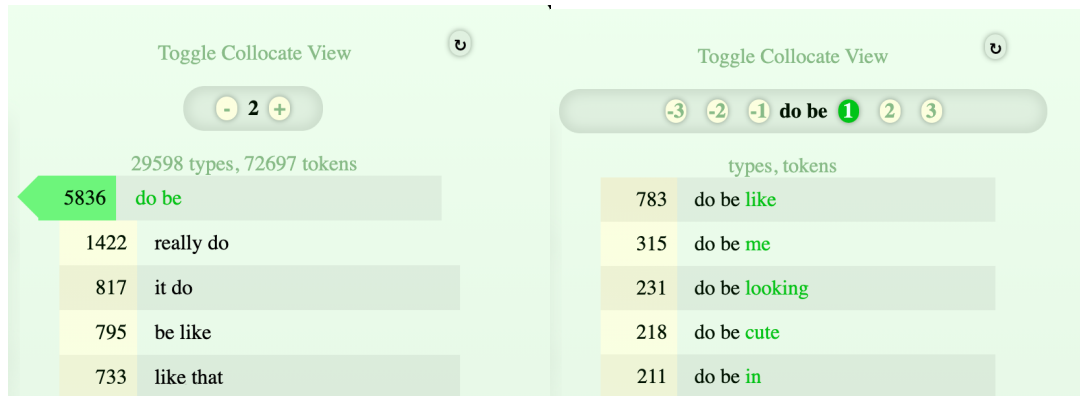 Toggle Collocate View
↻
- 2 +
29598 types, 72697 tokens
5836 do be
1422 really do
817 it do
795 be like
733 like that
Toggle Collocate View
↻
-3 -2 -1 do be 1 2 3
types, tokens
783 do be like
315 do be me
231 do be looking
218 do be cute
211 do be in